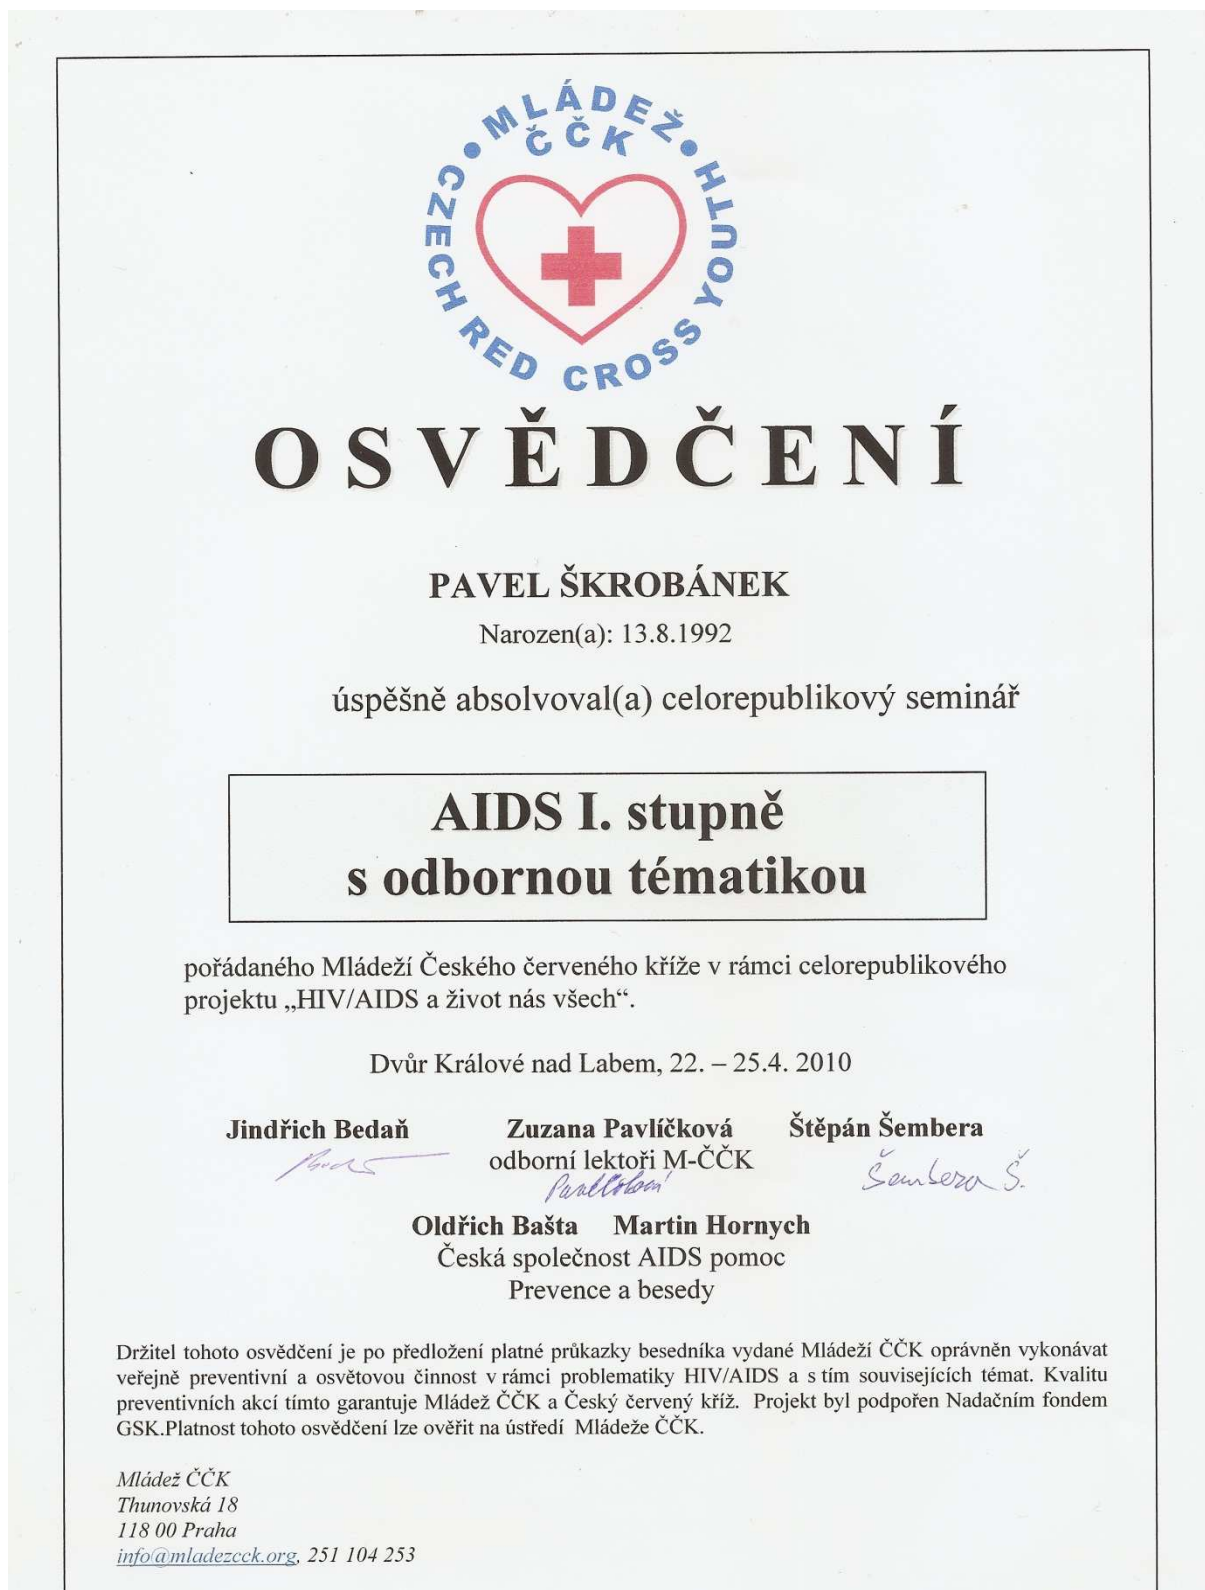 MLÁDEŽ
ČČK
CZECH RED CROSS YOUTH
OSVĚDČENÍ
PAVEL ŠKROBÁNEK
Narozen(a): 13.8.1992
úspěšně absolvoval(a) celorepublikový seminář
AIDS I. stupně
s odbornou tématikou
pořádaného Mládeží Českého červeného kříže v rámci celorepublikového
projektu „HIV/AIDS a život nás všech“.
Dvůr Králové nad Labem, 22. – 25.4. 2010
Jindřich Bedaň Zuzana Pavlíčková Štěpán Šembera
odborní lektoři M-ČČK
Šembera Š.
Oldřich Bašta Martin Hornych
Česká společnost AIDS pomoc
Prevence a besedy
Držitel tohoto osvědčení je po předložení platné průkazky besedníka vydané Mládeží ČČK oprávněn vykonávat
veřejně preventivní a osvětovou činnost v rámci problematiky HIV/AIDS a s tím souvisejících témat. Kvalitu
preventivních akcí tímto garantuje Mládež ČČK a Český červený kříž. Projekt byl podpořen Nadačním fondem
GSK.Platnost tohoto osvědčení lze ověřit na ústředí Mládeže ČČK.
Mládež ČČK
Thunovská 18
118 00 Praha
info@mladezcck.org, 251 104 253